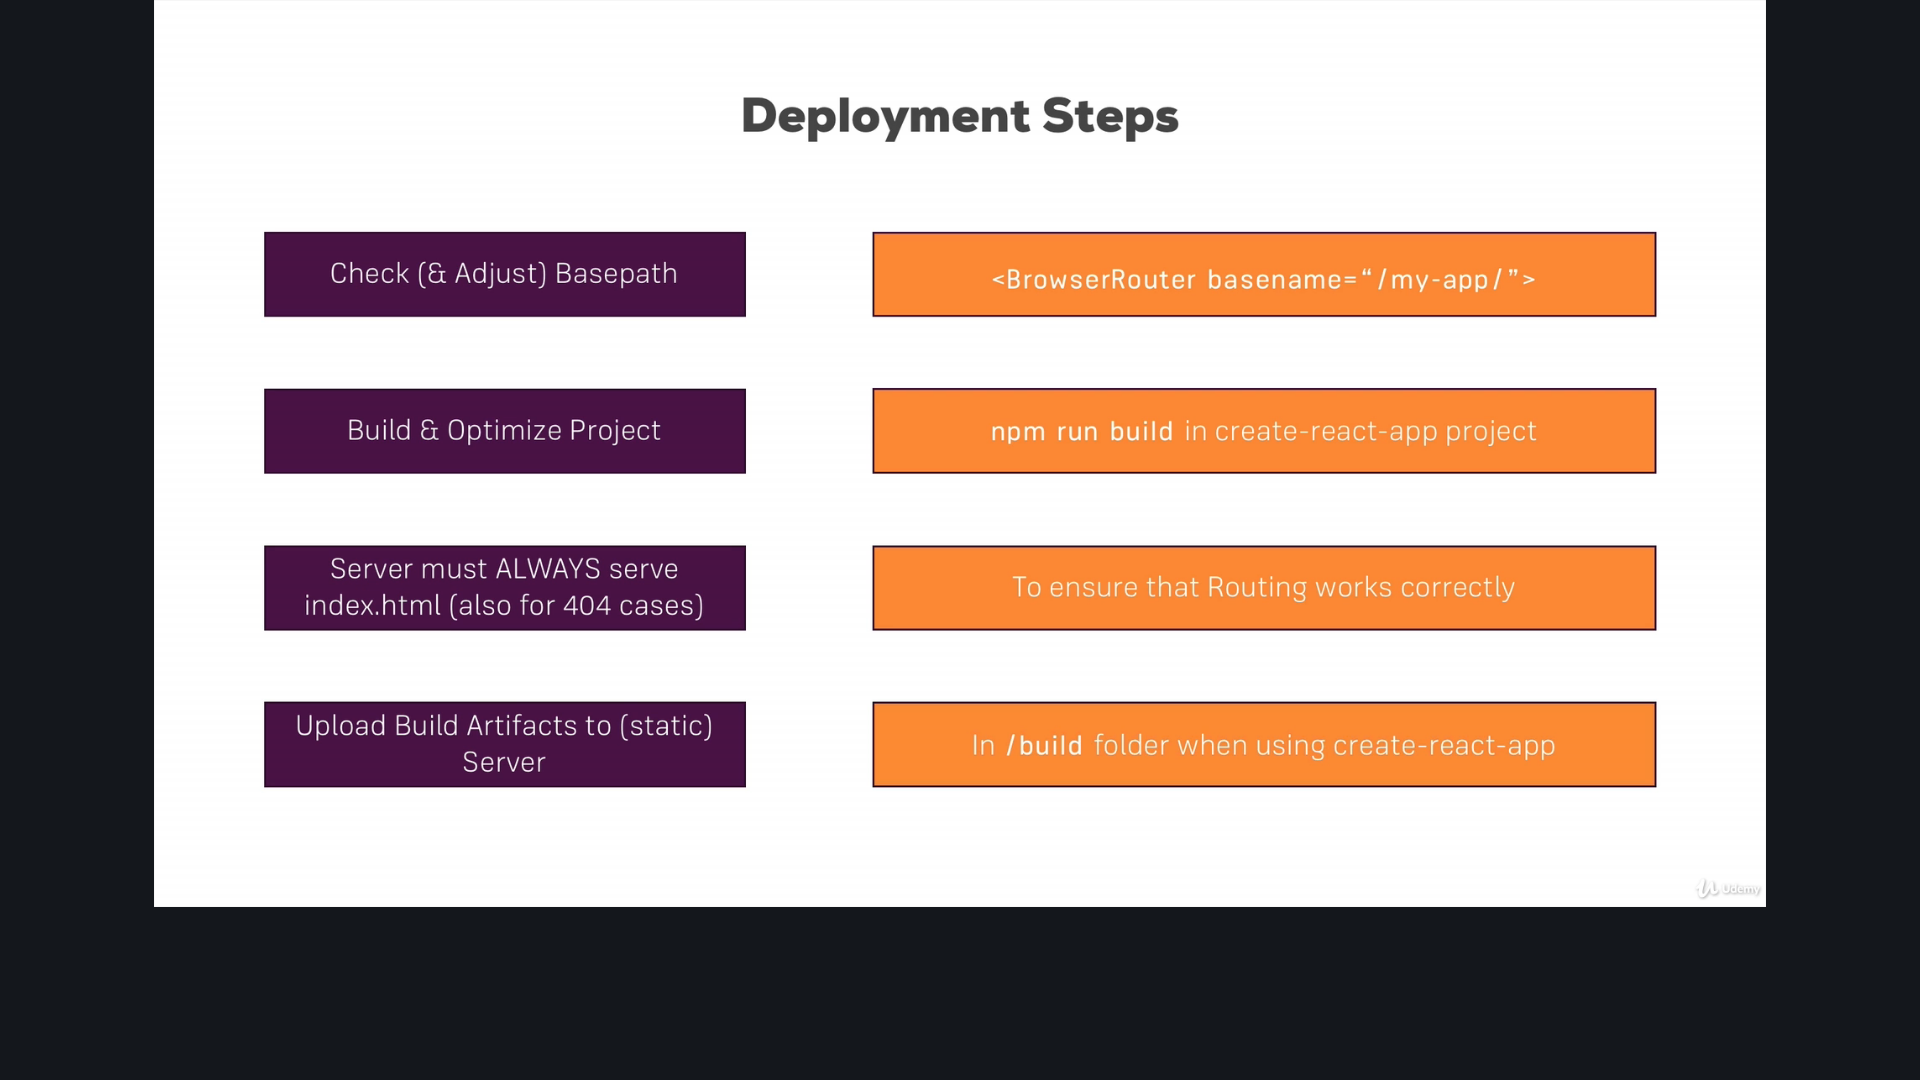 Deployment Steps
Check (& Adjust) Basepath
<BrowserRouter basename=“/my-app/”>
Build & Optimize Project
npm run build in create-react-app project
Server must ALWAYS serve
index.html (also for 404 cases)
To ensure that Routing works correctly
Upload Build Artifacts to (static)
Server
In /build folder when using create-react-app
Udemy